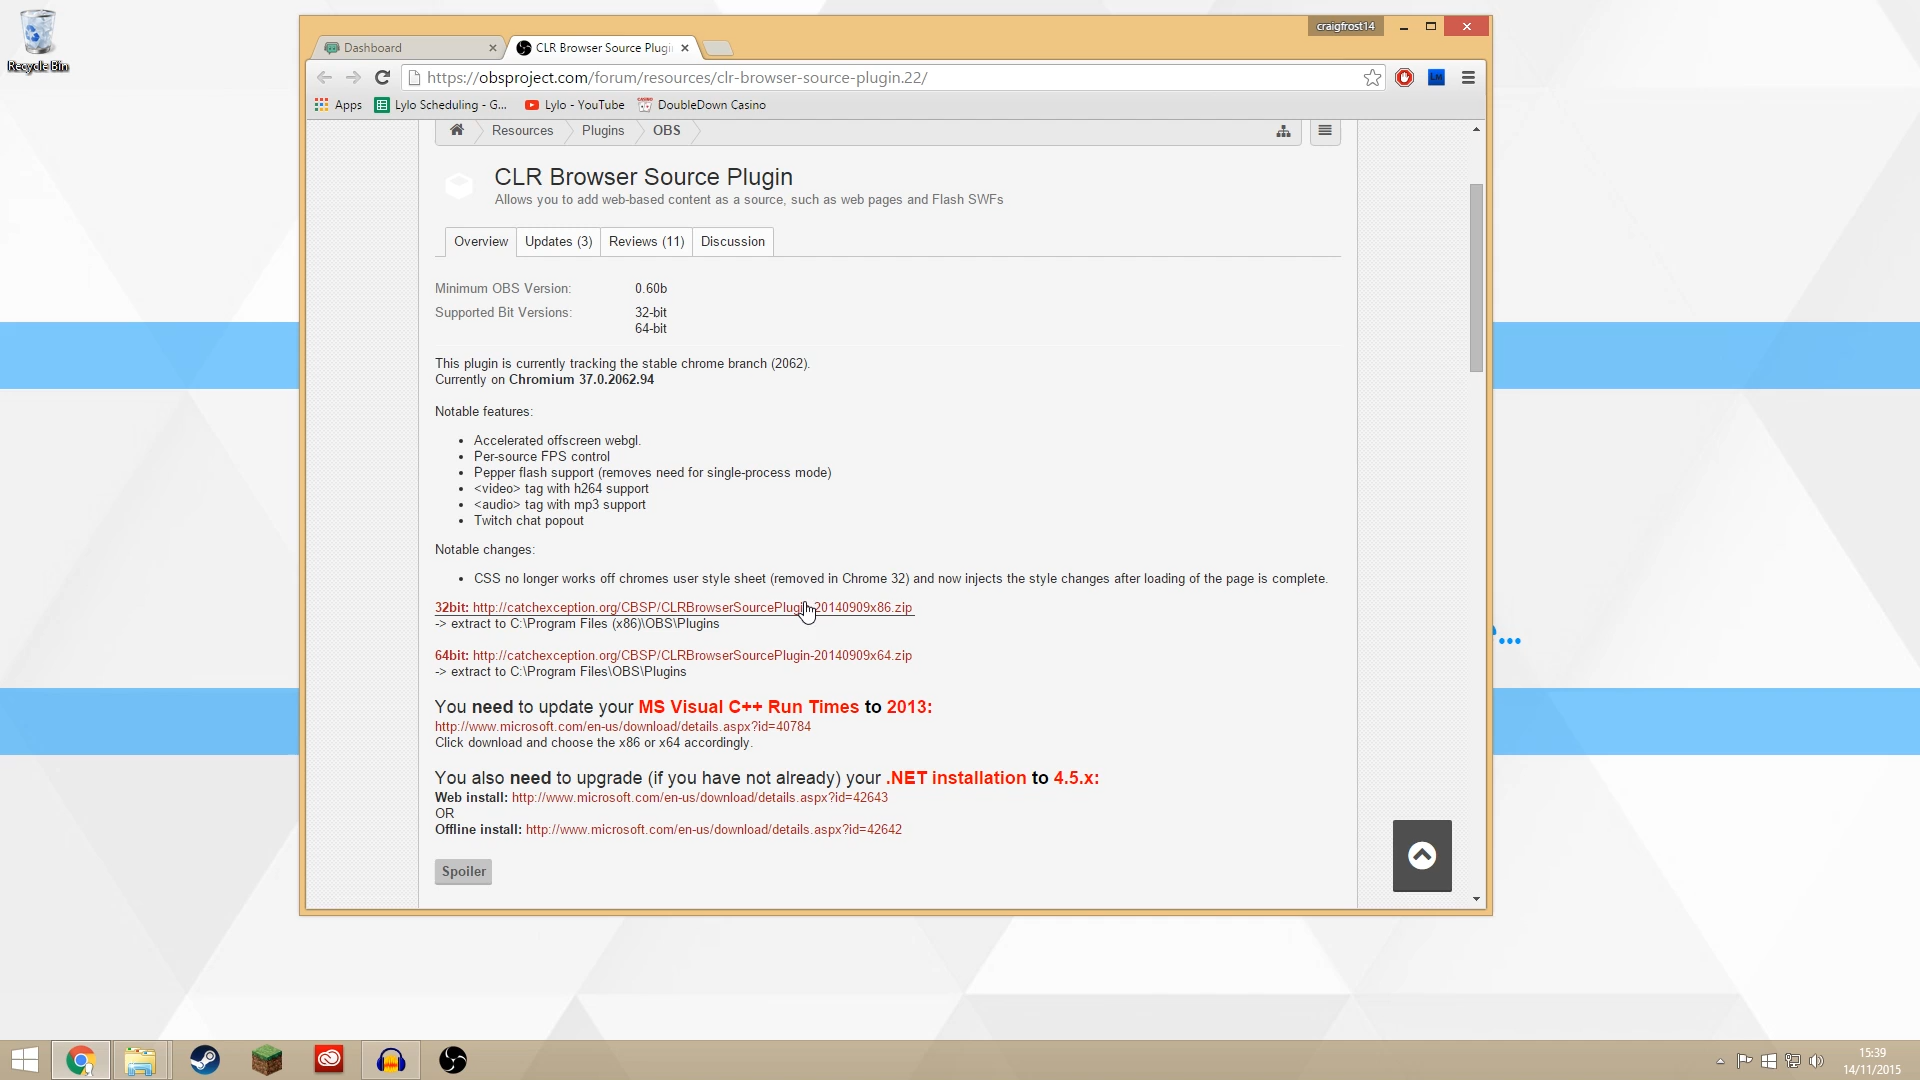 Recycle Bin
craigfrost14
Dashboard
CLR Browser Source Plugi
https://obsproject.com/forum/resources/clr-browser-source-plugin.22/
LM
Apps
Lylo Scheduling - G...
Lylo - YouTube
DoubleDown Casino
Resources
Plugins
OBS
CLR Browser Source Plugin
Allows you to add web-based content as a source, such as web pages and Flash SWFs
Overview
Updates (3)
Reviews (11)
Discussion
Minimum OBS Version: 0.60b
Supported Bit Versions: 32-bit
64-bit
This plugin is currently tracking the stable chrome branch (2062).
Currently on Chromium 37.0.2062.94
Notable features:
• Accelerated offscreen webgl.
• Per-source FPS control
• Pepper flash support (removes need for single-process mode)
• <video> tag with h264 support
• <audio> tag with mp3 support
• Twitch chat popout
Notable changes:
• CSS no longer works off chromes user style sheet (removed in Chrome 32) and now injects the style changes after loading of the page is complete.
32bit: http://catchexception.org/CBSP/CLRBrowserSourcePlugin-20140909x86.zip
-> extract to C:\Program Files (x86)\OBS\Plugins
64bit: http://catchexception.org/CBSP/CLRBrowserSourcePlugin-20140909x64.zip
-> extract to C:\Program Files\OBS\Plugins
You need to update your MS Visual C++ Run Times to 2013:
http://www.microsoft.com/en-us/download/details.aspx?id=40784
Click download and choose the x86 or x64 accordingly.
You also need to upgrade (if you have not already) your .NET installation to 4.5.x:
Web install: http://www.microsoft.com/en-us/download/details.aspx?id=42643
OR
Offline install: http://www.microsoft.com/en-us/download/details.aspx?id=42642
Spoiler
15:39
14/11/2015